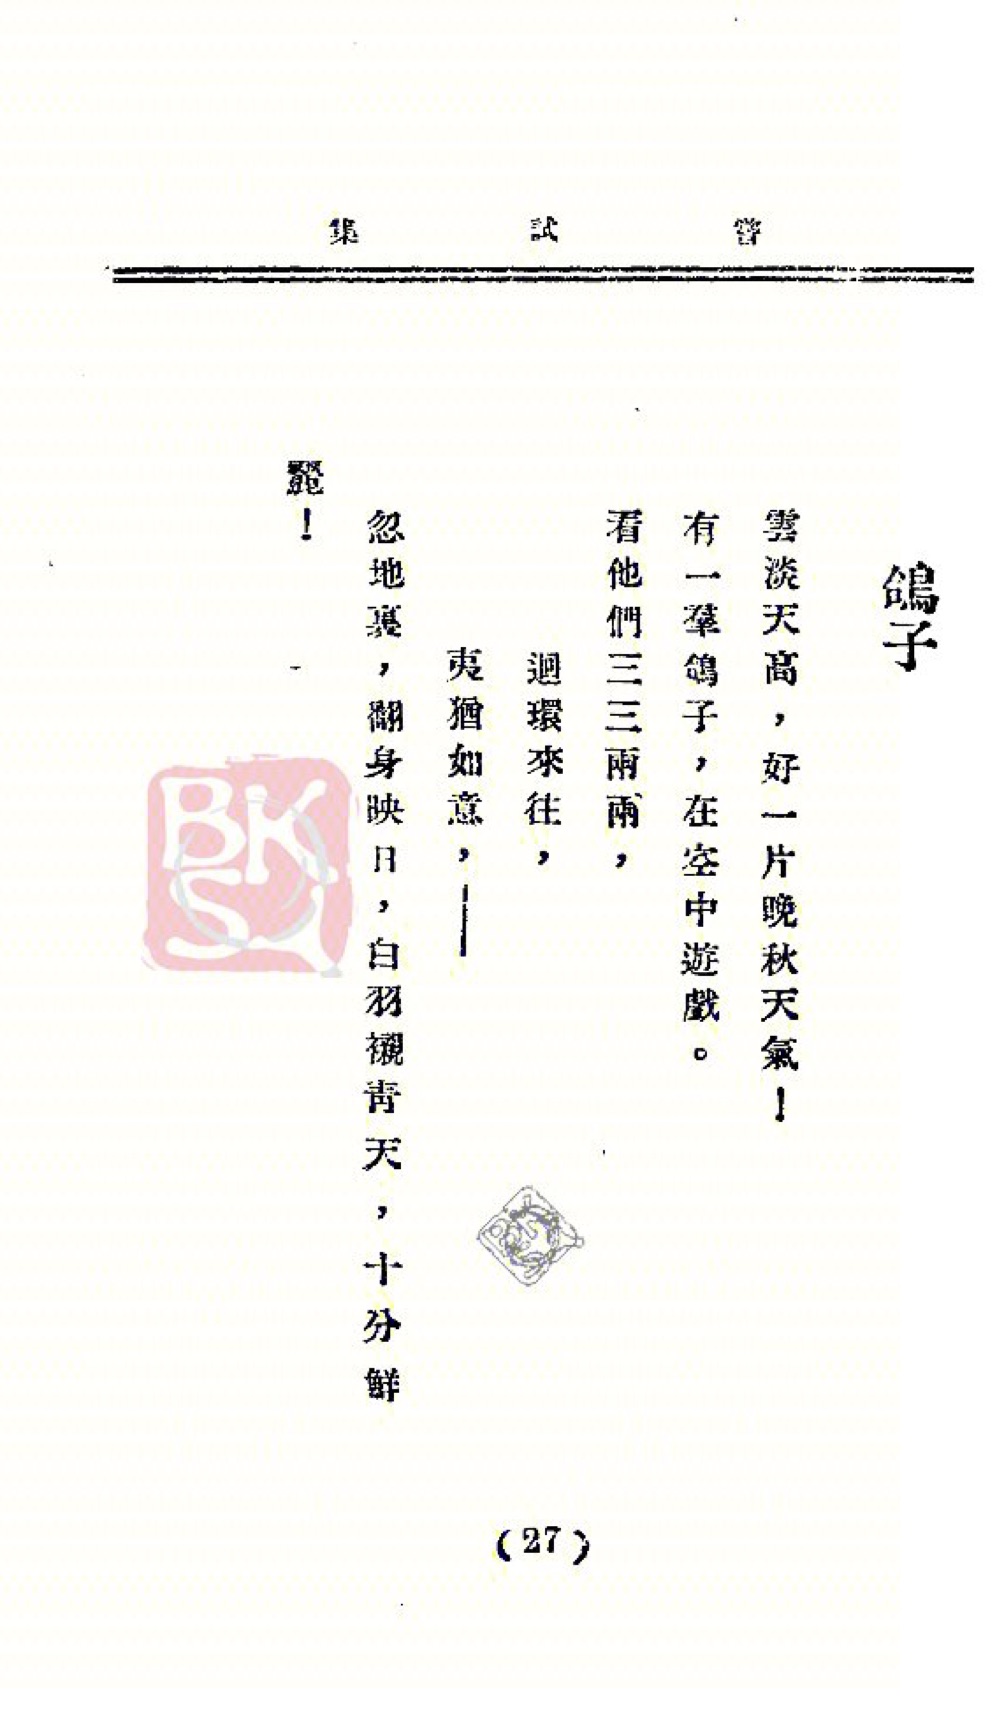 嘗試集
鴿子
雲淡天高，好一片晚秋天氣！
有一羣鴿子，在空中遊戲。
看他們三三兩兩，
迴環來往，
夷猶如意，——
忽地裏，翻身映日，白羽襯青天，十分鮮
麗！
(27)
BKS